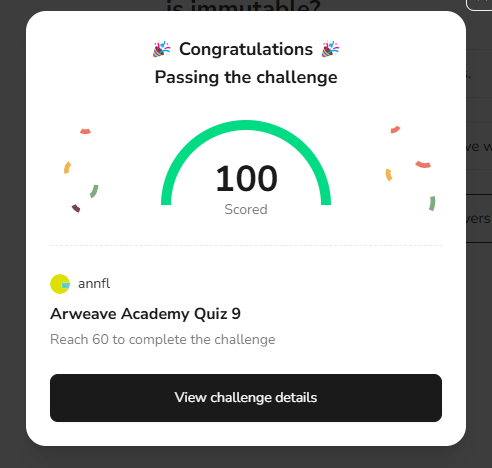 is immutable?
Congratulations
Passing the challenge
100
Scored
annfl
Arweave Academy Quiz 9
Reach 60 to complete the challenge
View challenge details